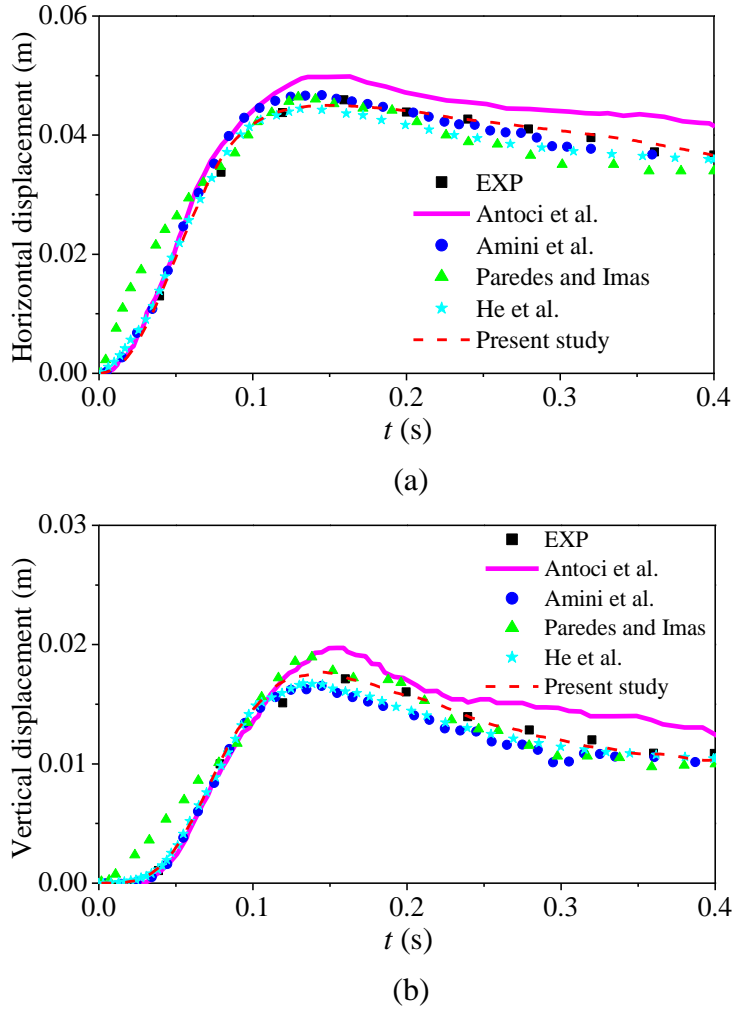 0.06
0.04
0.02
0.00
Horizontal displacement (m)
EXP
Antoci et al.
Amini et al.
Paredes and Imas
He et al.
Present study
0.0 0.1 0.2 0.3 0.4
t (s)
(a)
0.03
0.02
0.01
0.00
Vertical displacement (m)
EXP
Antoci et al.
Amini et al.
Paredes and Imas
He et al.
Present study
0.0 0.1 0.2 0.3 0.4
t (s)
(b)